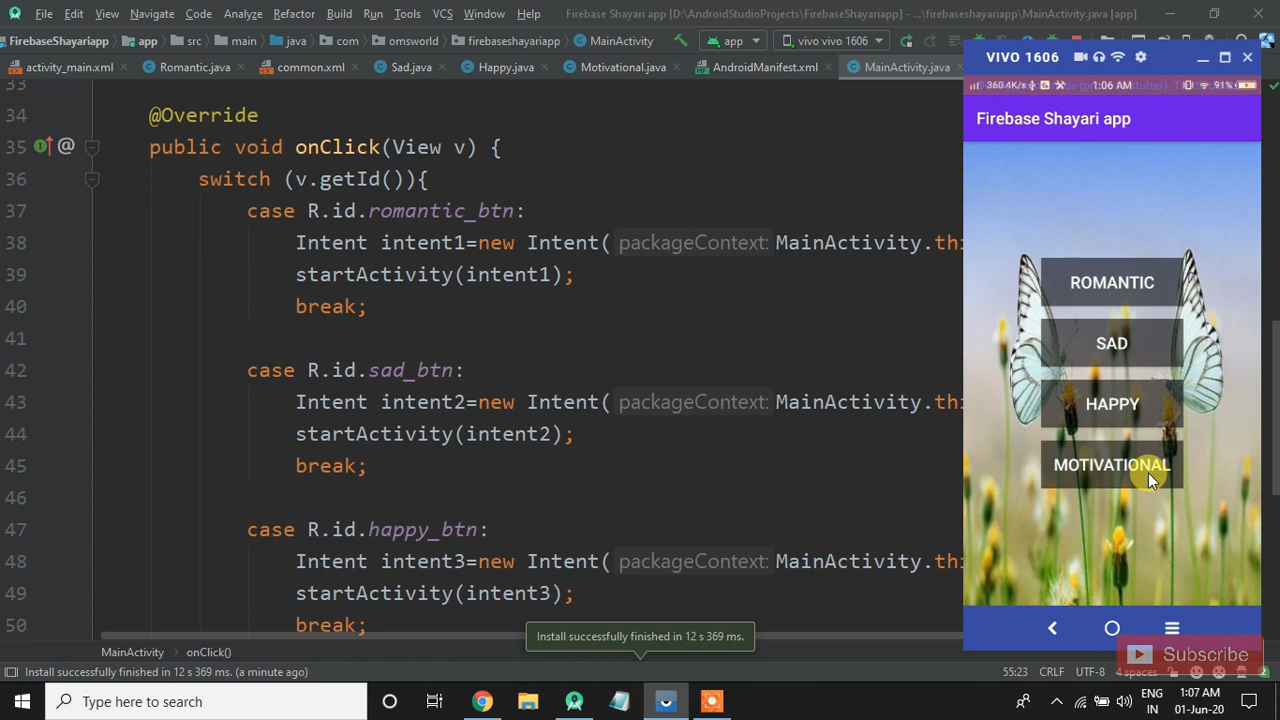 File Edit View Navigate Code Analyze Refactor Build Run Tools VCS Window Help Firebase Shayari app [D:\AndroidStudioProjects\FirebaseShayariapp] - ...\firebaseshayariapp\MainActivity.java [app]
FirebaseShayariapp app src main java com omsworld firebaseshayariapp MainActivity app vivo vivo 1606
activity_main.xml Romantic.java common.xml Sad.java Happy.java Motivational.java AndroidManifest.xml MainActivity.java
33
34 @Override
35 @ public void onClick(View v) {
36 switch (v.getId()){
37 case R.id.romantic_btn:
38 Intent intent1=new Intent( packageContext: MainActivity.thi
39 startActivity(intent1);
40 break;
41
42 case R.id.sad_btn:
43 Intent intent2=new Intent( packageContext: MainActivity.thi
44 startActivity(intent2);
45 break;
46
47 case R.id.happy_btn:
48 Intent intent3=new Intent( packageContext: MainActivity.thi
49 startActivity(intent3);
50 break;
VIVO 1606
360.4K/s 1:06 AM 91%
Firebase Shayari app
ROMANTIC
SAD
HAPPY
MOTIVATIONAL
Subscribe
Install successfully finished in 12 s 369 ms.
MainActivity onClick()
Install successfully finished in 12 s 369 ms. (a minute ago) 55:23 CRLF UTF-8 4 spaces 2
Type here to search ENG IN 1:07 AM 01-Jun-20 2